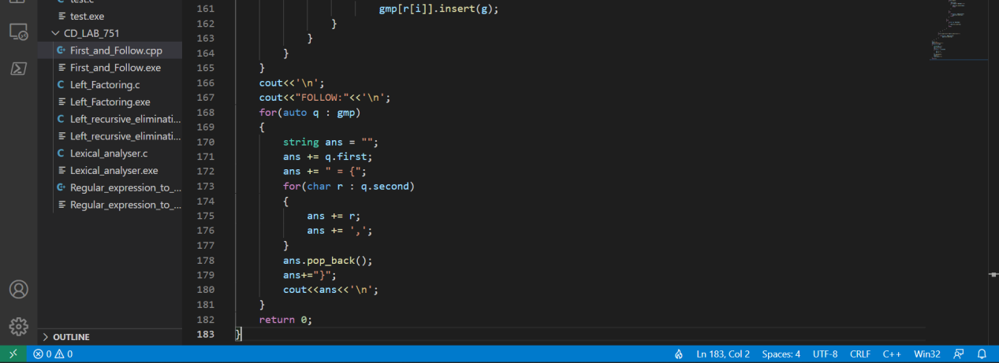 test.c
test.exe
CD_LAB_751
First_and_Follow.cpp
First_and_Follow.exe
Left_Factoring.c
Left_Factoring.exe
Left_recursive_eliminati...
Left_recursive_eliminati...
Lexical_analyser.c
Lexical_analyser.exe
Regular_expression_to_...
Regular_expression_to_...
OUTLINE
161 gmp[r[i]].insert(g);
162 }
163 }
164 }
165 }
166 cout<<'\n';
167 cout<<"FOLLOW:"<<'\n';
168 for(auto q : gmp)
169 {
170 string ans = "";
171 ans += q.first;
172 ans += " = {";
173 for(char r : q.second)
174 {
175 ans += r;
176 ans += ',';
177 }
178 ans.pop_back();
179 ans+="}";
180 cout<<ans<<'\n';
181 }
182 return 0;
183 }
0 0 Ln 183, Col 2 Spaces: 4 UTF-8 CRLF C++ Win32